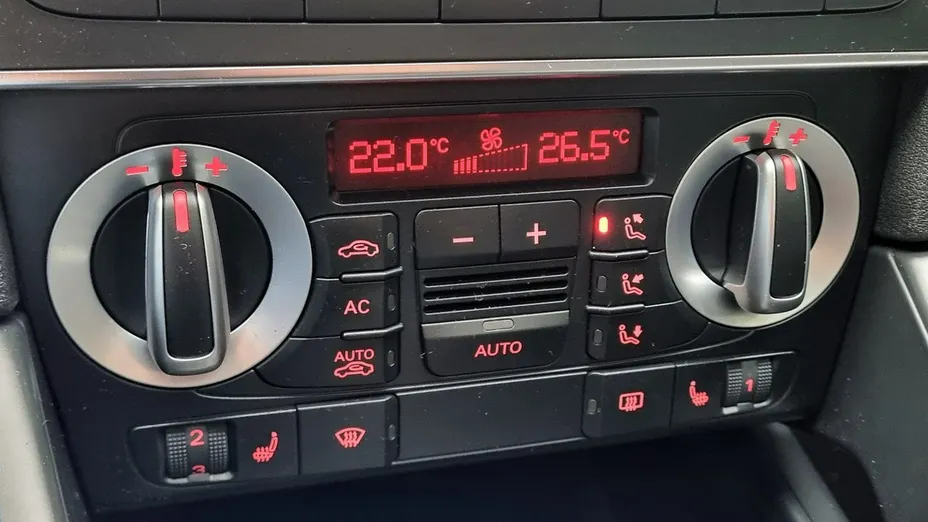 22.0°C 26.5°C
- +
- +
- +
AC
AUTO
AUTO
2
3
1